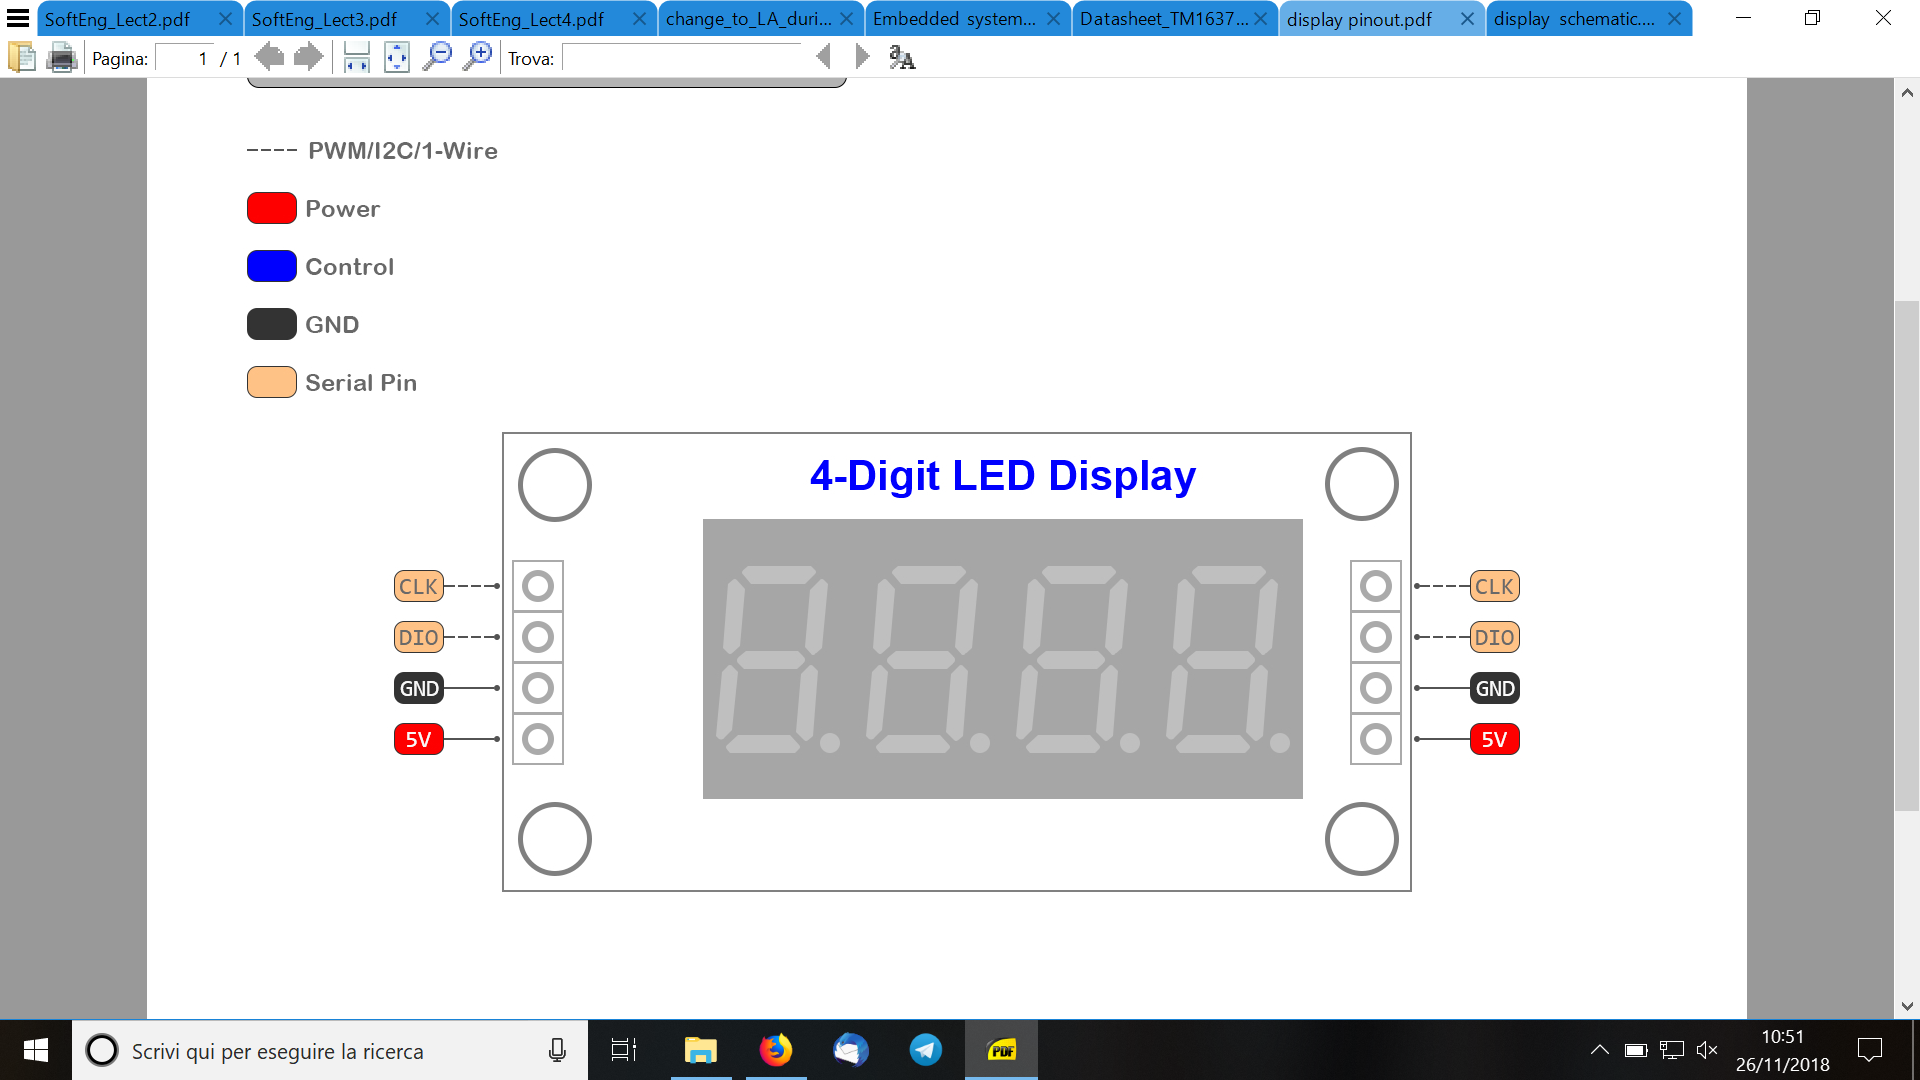 SoftEng_Lect2.pdf SoftEng_Lect3.pdf SoftEng_Lect4.pdf change_to_LA_duri... Embedded system... Datasheet_TM1637... display pinout.pdf display schematic....
Pagina: 1 / 1 Trova:
PWM/I2C/1-Wire
Power
Control
GND
Serial Pin
4-Digit LED Display
CLK CLK
DIO DIO
GND GND
5V 5V
Scrivi qui per eseguire la ricerca
PDF
10:51
26/11/2018